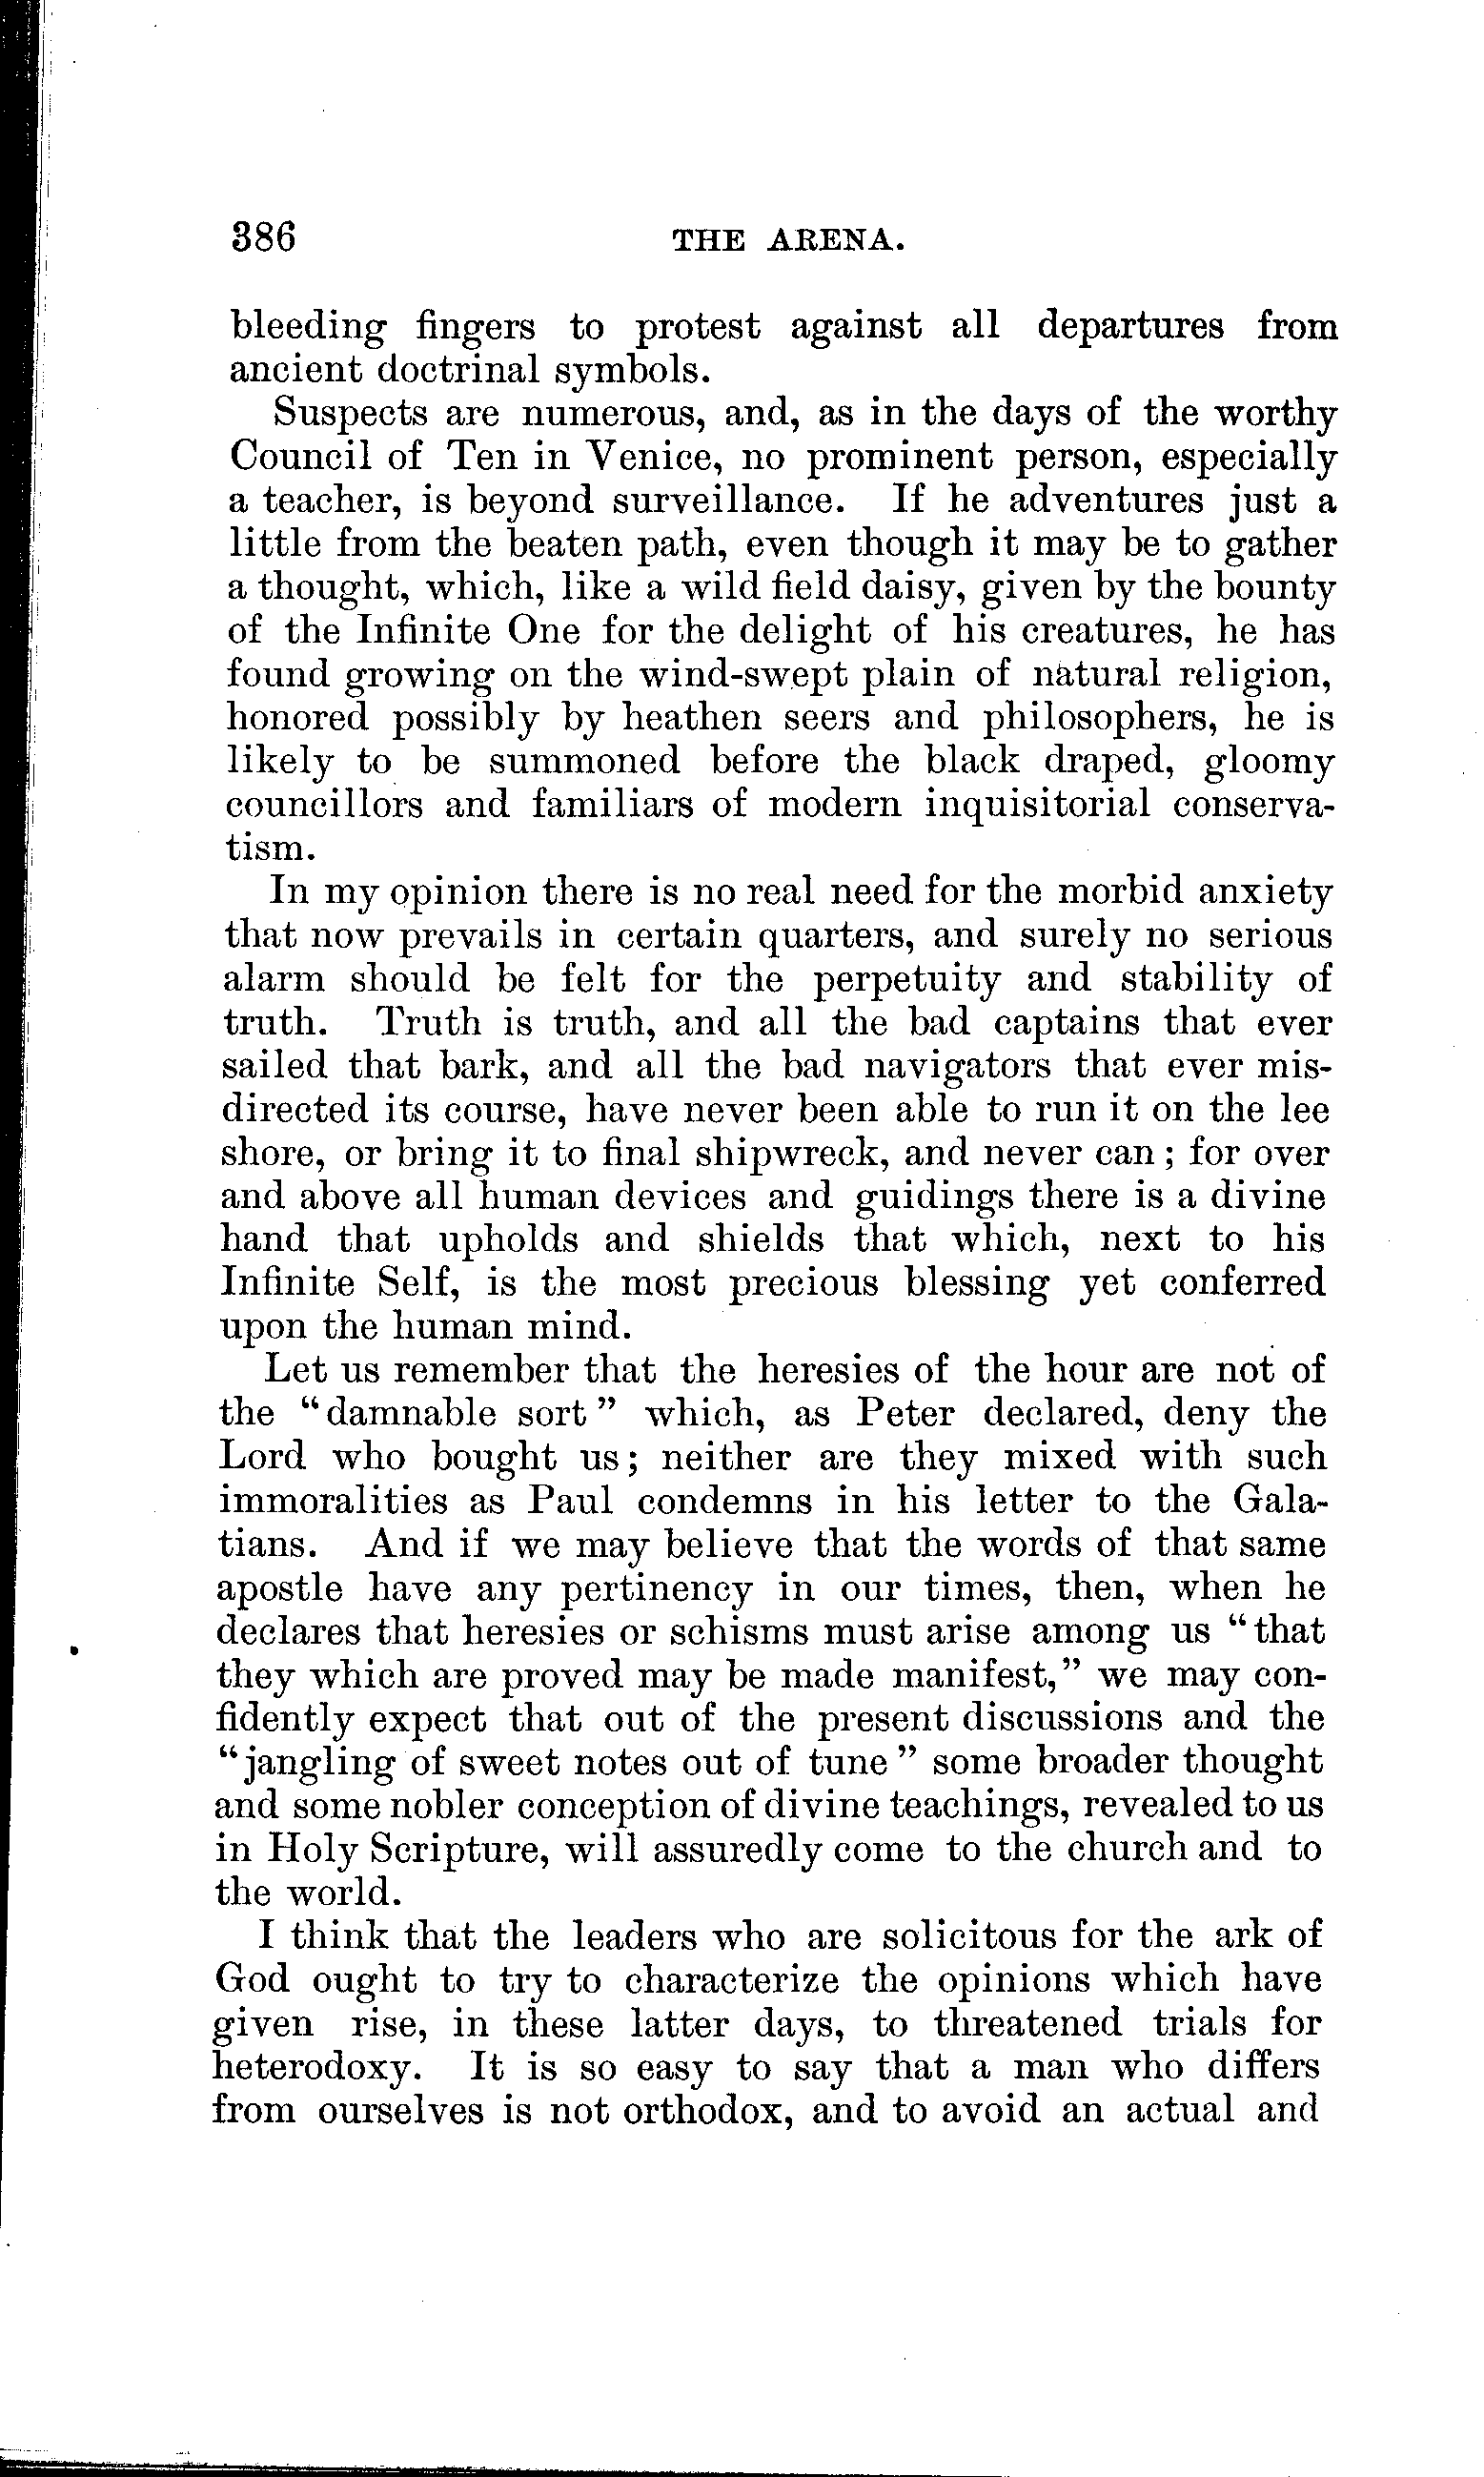 386 THE ARENA.
bleeding fingers to protest against all departures from
ancient doctrinal symbols.
Suspects are numerous, and, as in the days of the worthy
Council of Ten in Venice, no prominent person, especially
a teacher, is beyond surveillance. If he adventures just a
little from the beaten path, even though it may be to gather
a thought, which, like a wild field daisy, given by the bounty
of the Infinite One for the delight of his creatures, he has
found growing on the wind-swept plain of natural religion,
honored possibly by heathen seers and philosophers, he is
likely to be summoned before the black draped, gloomy
councillors and familiars of modern inquisitorial conserva-
tism.
In my opinion there is no real need for the morbid anxiety
that now prevails in certain quarters, and surely no serious
alarm should be felt for the perpetuity and stability of
truth. Truth is truth, and all the bad captains that ever
sailed that bark, and all the bad navigators that ever mis-
directed its course, have never been able to run it on the lee
shore, or bring it to final shipwreck, and never can; for over
and above all human devices and guidings there is a divine
hand that upholds and shields that which, next to his
Infinite Self, is the most precious blessing yet conferred
upon the human mind.
Let us remember that the heresies of the hour are not of
the "damnable sort" which, as Peter declared, deny the
Lord who bought us; neither are they mixed with such
immoralities as Paul condemns in his letter to the Gala-
tians. And if we may believe that the words of that same
apostle have any pertinency in our times, then, when he
declares that heresies or schisms must arise among us "that
they which are proved may be made manifest," we may con-
fidently expect that out of the present discussions and the
"jangling of sweet notes out of tune" some broader thought
and some nobler conception of divine teachings, revealed to us
in Holy Scripture, will assuredly come to the church and to
the world.
I think that the leaders who are solicitous for the ark of
God ought to try to characterize the opinions which have
given rise, in these latter days, to threatened trials for
heterodoxy. It is so easy to say that a man who differs
from ourselves is not orthodox, and to avoid an actual and